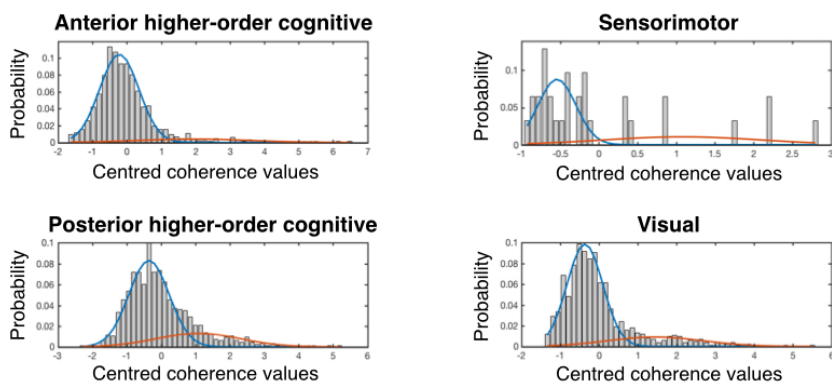 Anterior higher-order cognitive
Probability
0.1
0.08
0.06
0.04
0.02
0
-2 -1 0 1 2 3 4 5 6 7
Centred coherence values
Sensorimotor
Probability
0.1
0.05
0
-1 -0.5 0 0.5 1 1.5 2 2.5 3
Centred coherence values
Posterior higher-order cognitive
Probability
0.1
0.08
0.06
0.04
0.02
0
-3 -2 -1 0 1 2 3 4 5 6
Centred coherence values
Visual
Probability
0.1
0.08
0.06
0.04
0.02
0
-2 -1 0 1 2 3 4 5 6
Centred coherence values